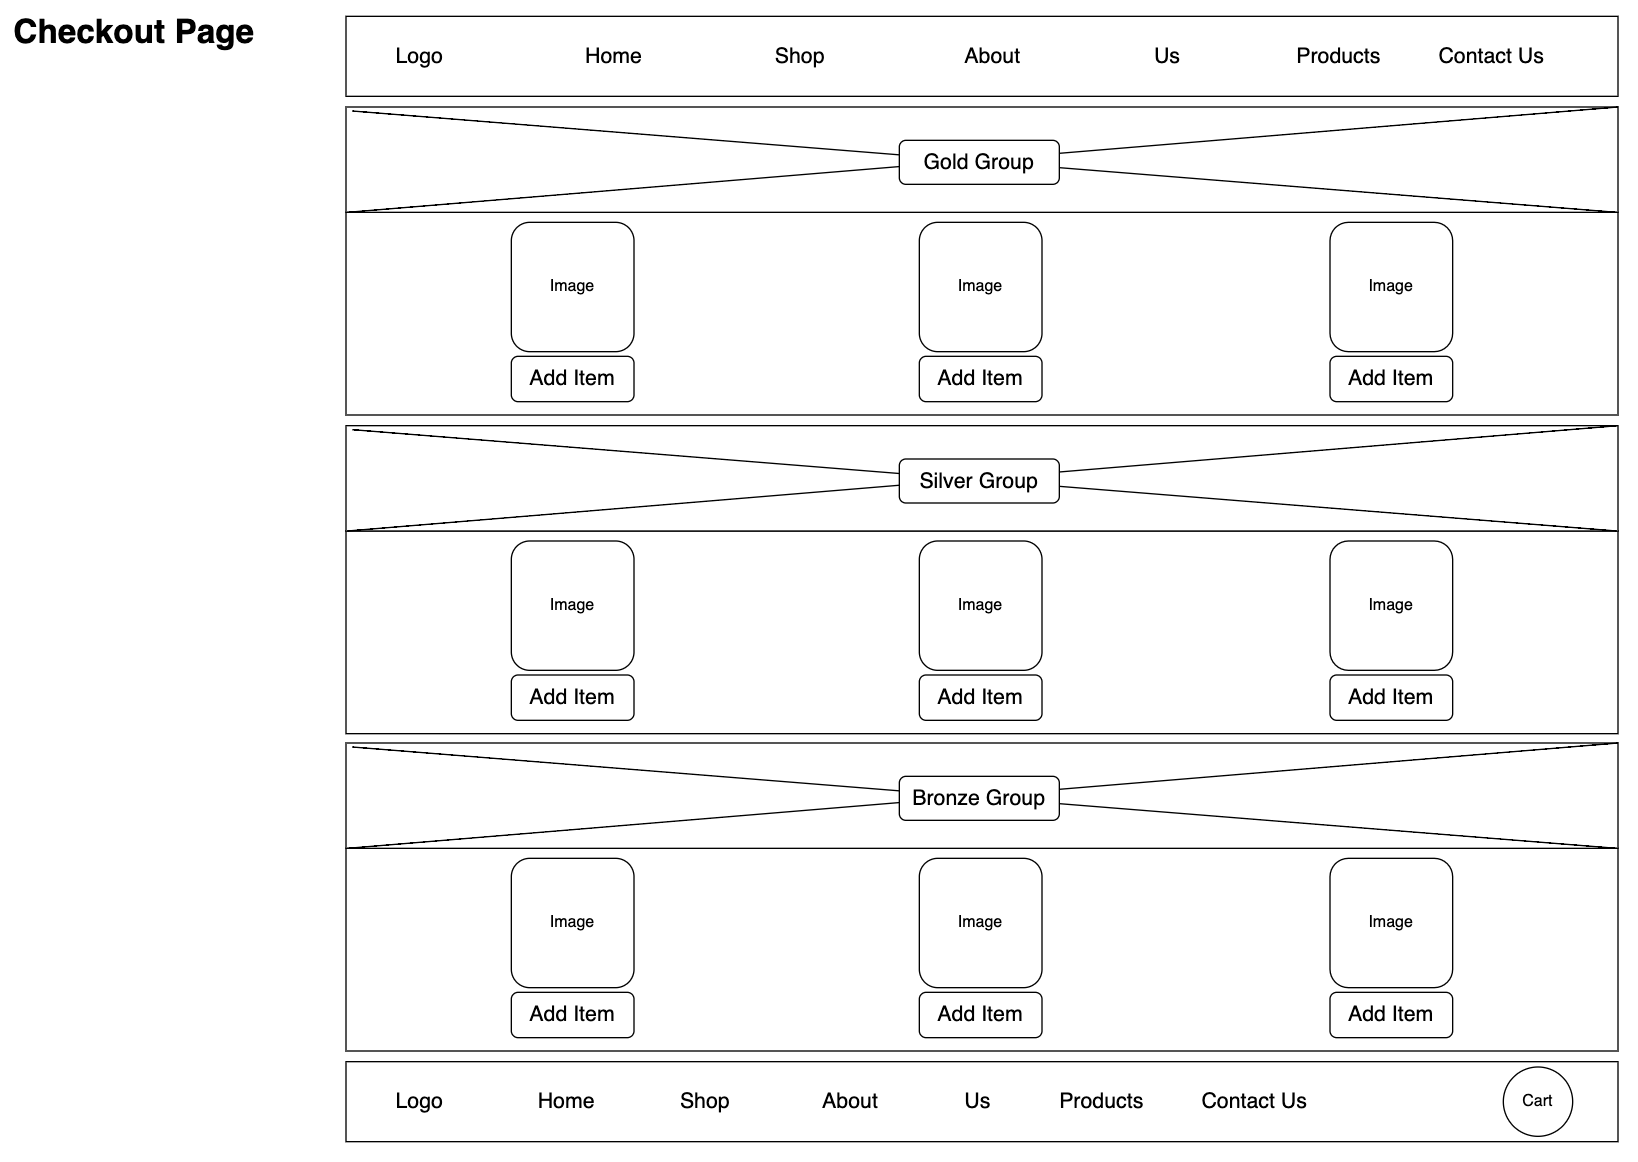 Checkout Page
Logo Home Shop About Us Products Contact Us
Gold Group
Image Image Image
Add Item Add Item Add Item
Silver Group
Image Image Image
Add Item Add Item Add Item
Bronze Group
Image Image Image
Add Item Add Item Add Item
Logo Home Shop About Us Products Contact Us Cart